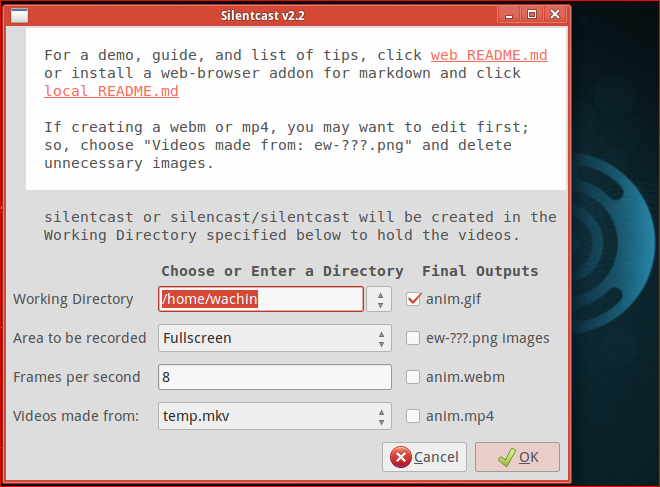 Silentcast v2.2
For a demo, guide, and list of tips, click web README.md
or install a web-browser addon for markdown and click
local README.md
If creating a webm or mp4, you may want to edit first;
so, choose "Videos made from: ew-???.png" and delete
unnecessary images.
silentcast or silencast/silentcast will be created in the
Working Directory specified below to hold the videos.
Choose or Enter a Directory Final Outputs
Working Directory /home/wachin anim.gif
Area to be recorded Fullscreen ew-???.png images
Frames per second 8 anim.webm
Videos made from: temp.mkv anim.mp4
Cancel OK